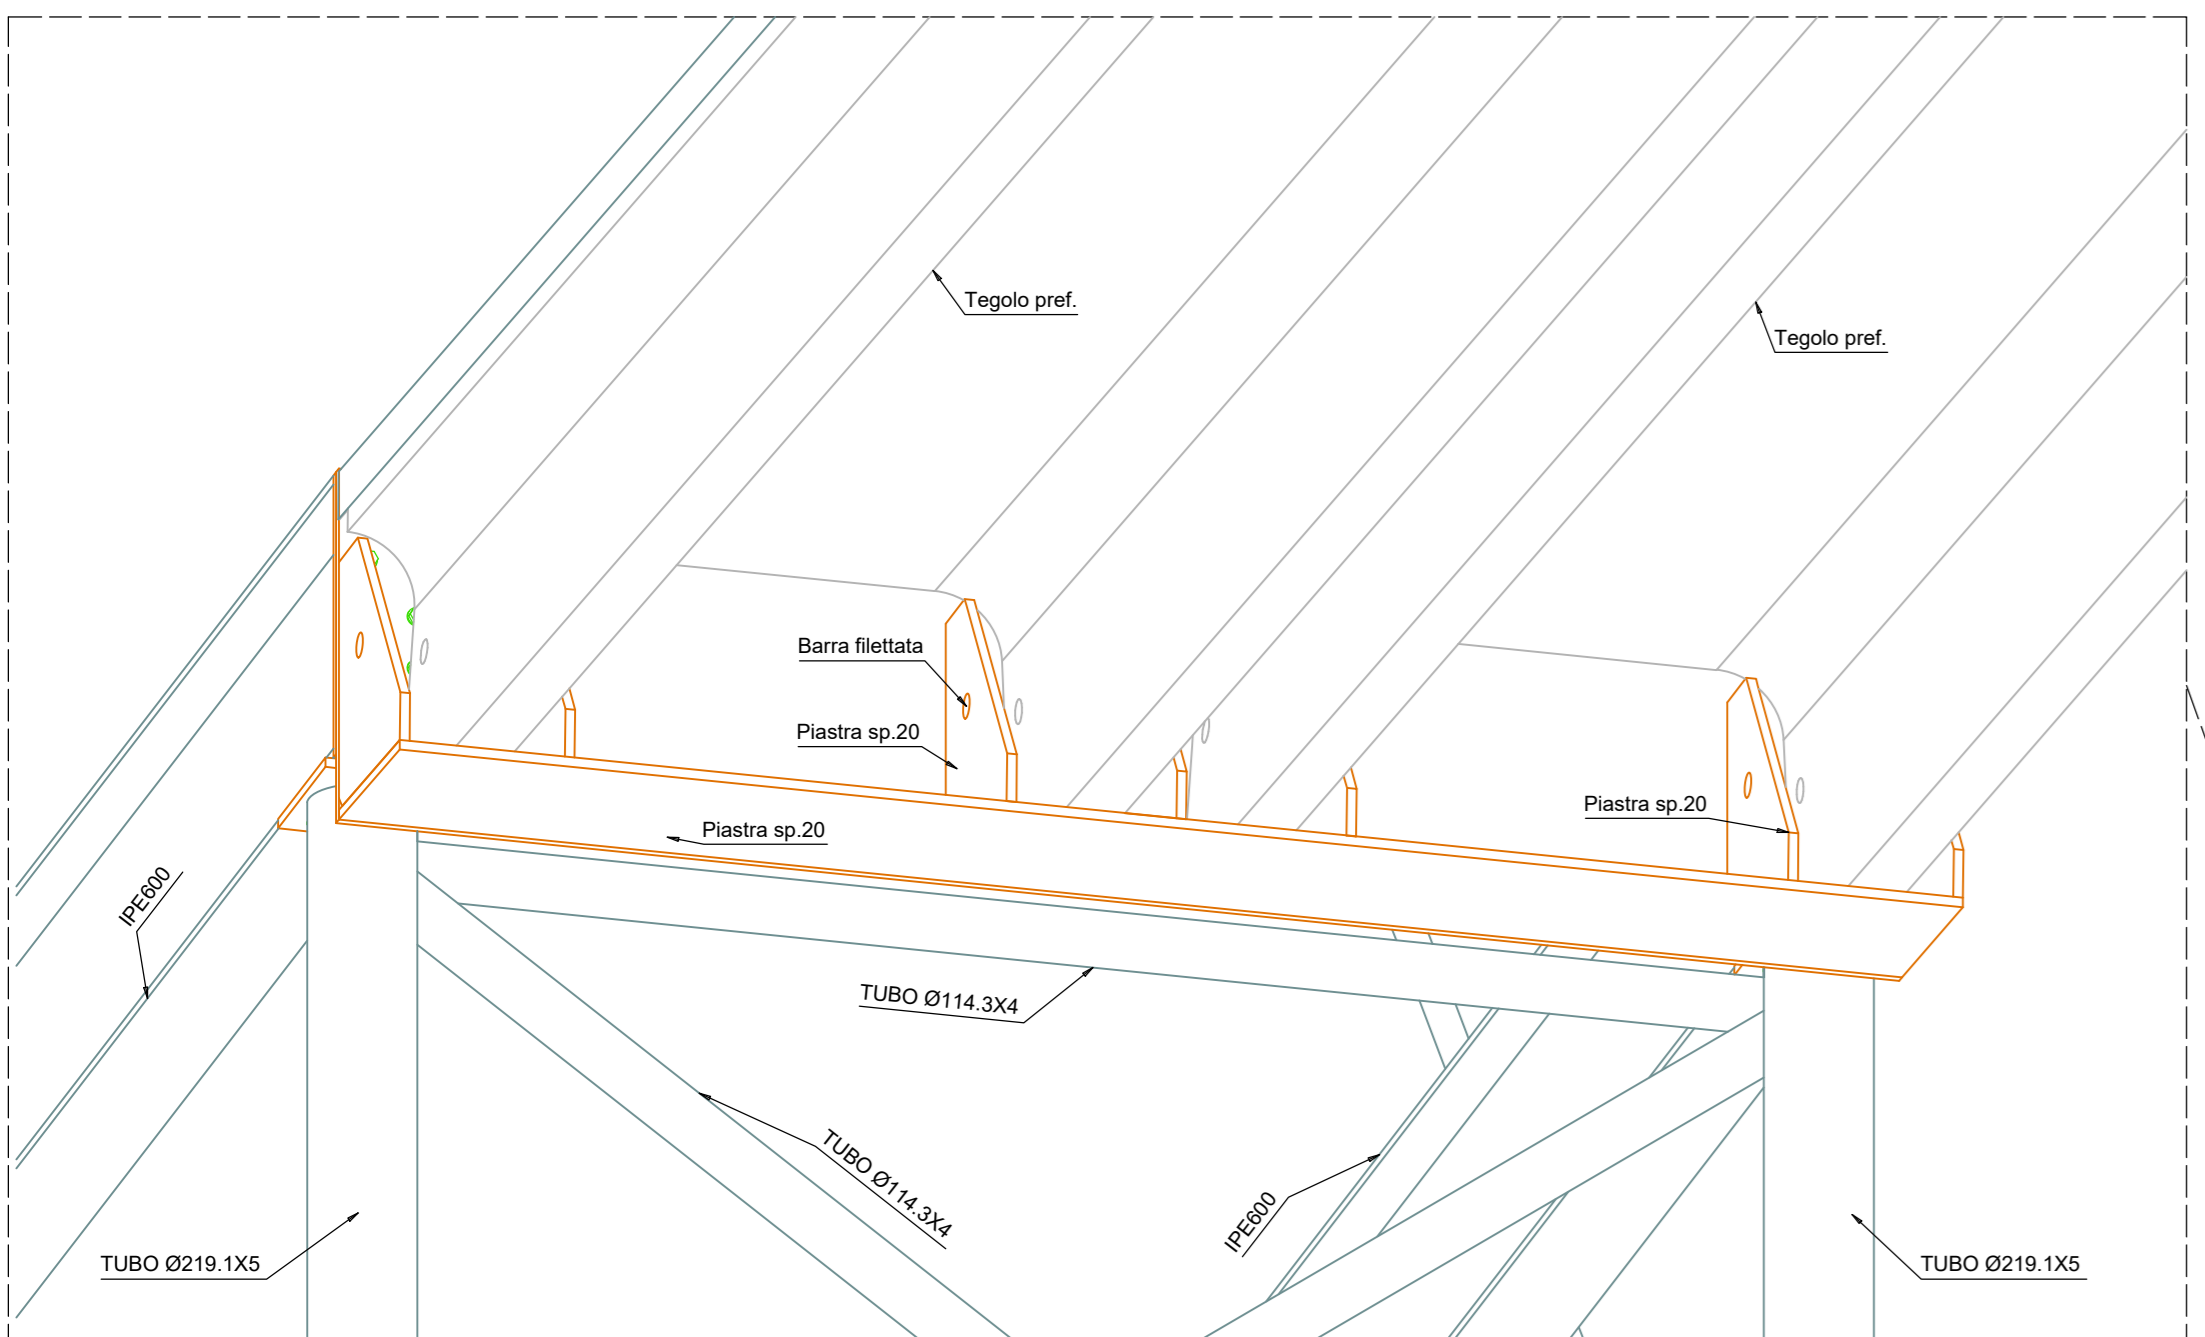 Tegolo pref.
Tegolo pref.
Barra filettata
Piastra sp.20
Piastra sp.20
Piastra sp.20
IPE600
TUBO Ø114.3X4
TUBO Ø114.3X4
IPE600
TUBO Ø219.1X5
TUBO Ø219.1X5